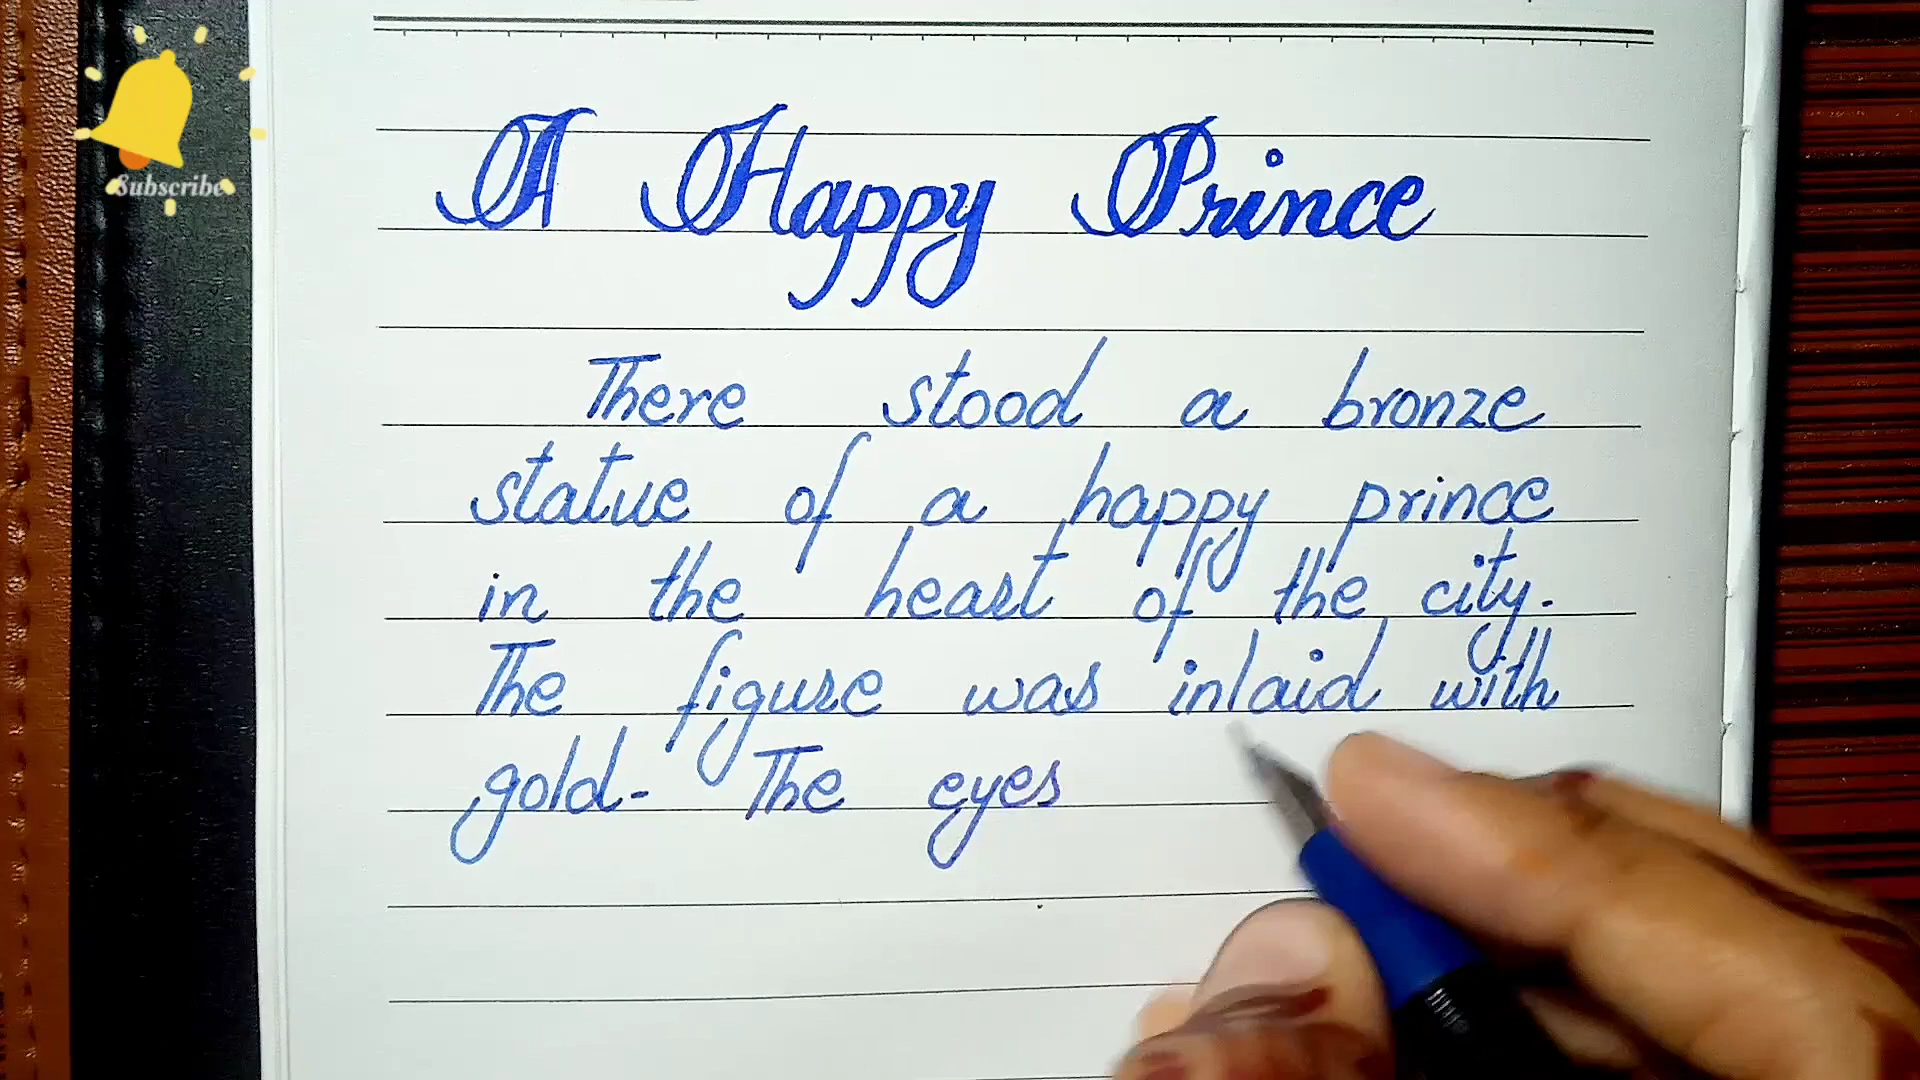 Subscribe
A Happy Prince
There stood a bronze
statue of a happy prince
in the heart of the city.
The figure was inlaid with
gold. The eyes